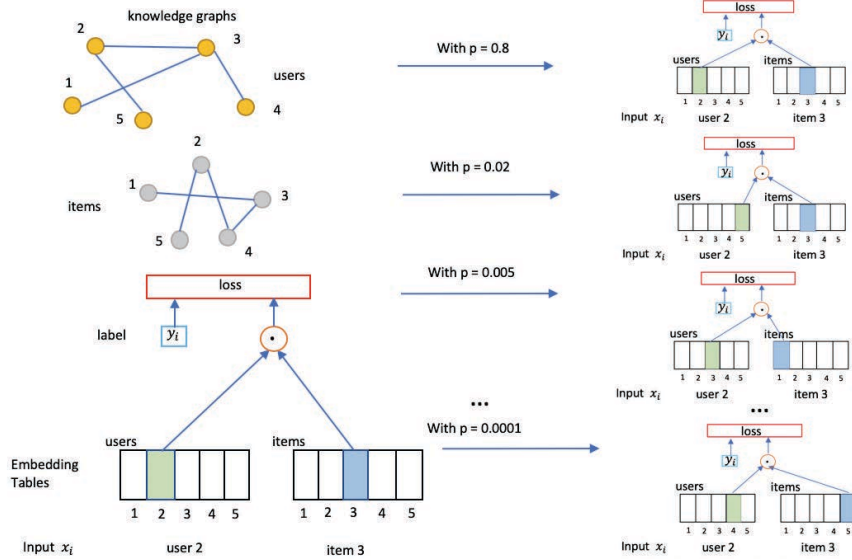 knowledge graphs
2
3
users
1
5
4
2
1
3
items
5
4
loss
label
y_i
users
items
Embedding
Tables
1 2 3 4 5
1 2 3 4 5
Input x_i
user 2
item 3
With p = 0.8
With p = 0.02
With p = 0.005
...
With p = 0.0001
loss
y_i
users
items
1 2 3 4 5
1 2 3 4 5
Input x_i
user 2
item 3
loss
y_i
users
items
1 2 3 4 5
1 2 3 4 5
Input x_i
user 2
item 3
loss
y_i
users
items
1 2 3 4 5
1 2 3 4 5
Input x_i
user 2
item 3
...
loss
y_i
users
items
1 2 3 4 5
1 2 3 4 5
Input x_i
user 2
item 3